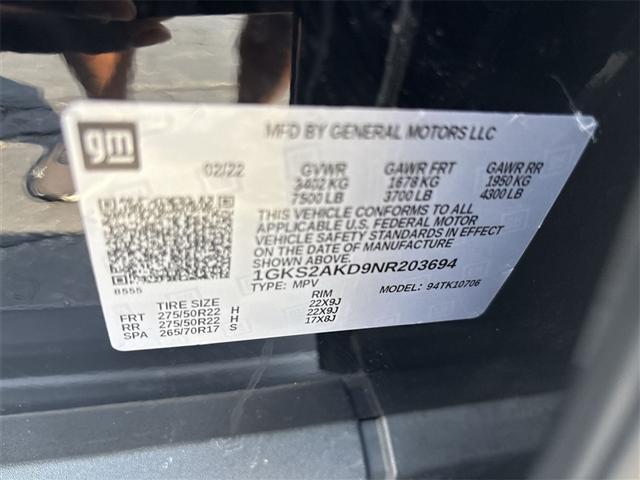 gm
MFD BY GENERAL MOTORS LLC
02/22 GVWR GAWR FRT GAWR RR
3402 KG 1678 KG 1950 KG
7500 LB 3700 LB 4300 LB
THIS VEHICLE CONFORMS TO ALL
APPLICABLE U.S. FEDERAL MOTOR
VEHICLE SAFETY STANDARDS IN EFFECT
ON THE DATE OF MANUFACTURE
SHOWN ABOVE.
1GKS2AKD9NR203694
8555 TYPE: MPV MODEL: 94TK10706
TIRE SIZE RIM
FRT 275/50R22 H 22X9J
RR 275/50R22 H 22X9J
SPA 265/70R17 S 17X8J